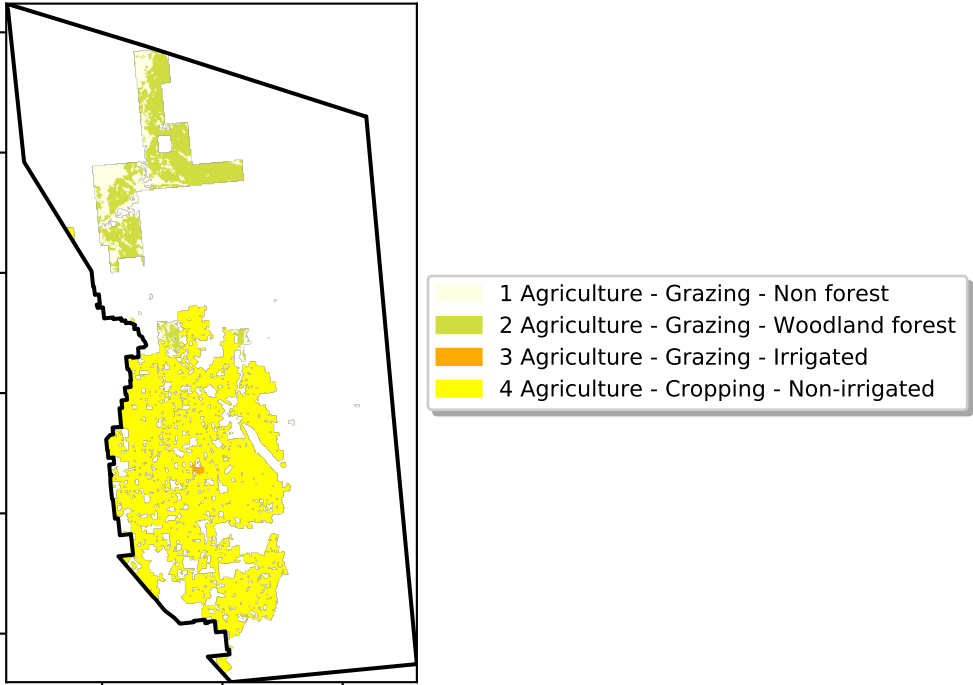 1 Agriculture - Grazing - Non forest
2 Agriculture - Grazing - Woodland forest
3 Agriculture - Grazing - Irrigated
4 Agriculture - Cropping - Non-irrigated